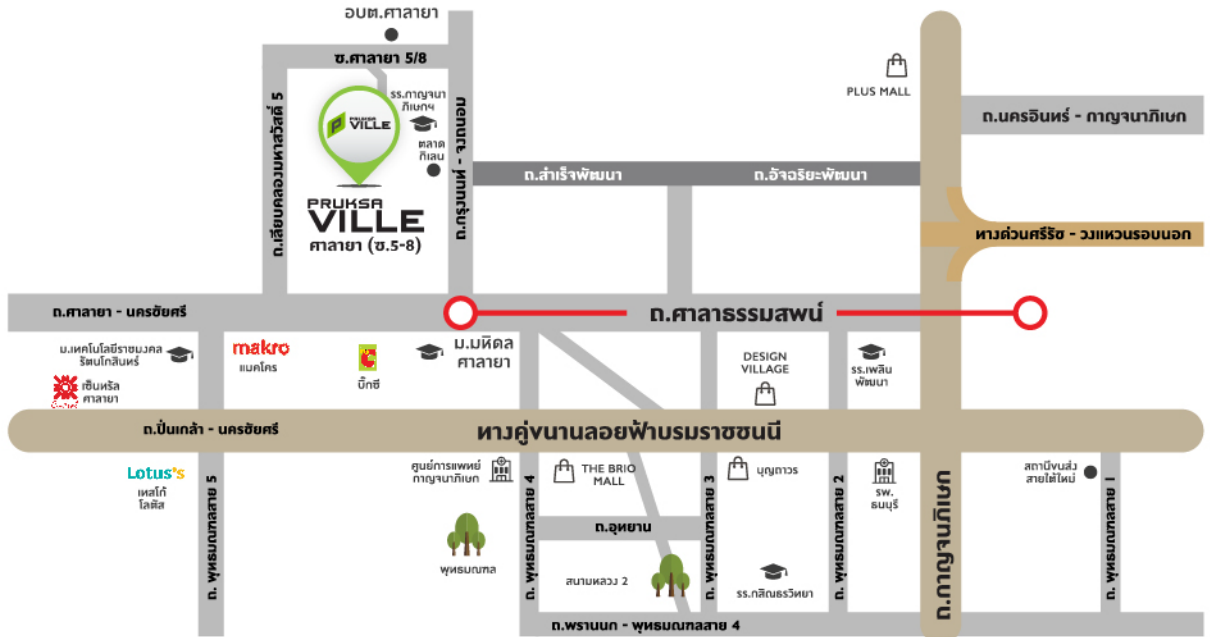 อบต.ศาลายา
ซ.ศาลายา 5/8
PLUS MALL
รร.กาญจนา
ภิเษกฯ
PRUKSA
VILLE
ตลาด
กิเลน
ถ.เลียบคลองมหาสวัสดิ์ 5
ถ.นครอินทร์ - กาญจนาภิเษก
ถ.สำเร็จพัฒนา
ถ.อัจฉริยะพัฒนา
PRUKSA
VILLE
ศาลายา (ซ.5-8)
ทางด่วนศรีรัช - วงแหวนรอบนอก
ถ.ศาลายา - นครชัยศรี
ถ.ศาลาธรรมสพน์
ม.เทคโนโลยีราชมงคล
รัตนโกสินทร์
makro
แมคโคร
บิ๊กซี
ม.มหิดล
ศาลายา
DESIGN
VILLAGE
รร.เพลิน
พัฒนา
เซ็นทรัล
ศาลายา
ถ.ปิ่นเกล้า - นครชัยศรี
ทางคู่ขนานลอยฟ้าบรมราชชนนี
Lotus's
เทสโก้
โลตัส
ถ. พุทธมณฑลสาย 5
ศูนย์การแพทย์
กาญจนาภิเษก
ถ. พุทธมณฑลสาย 4
THE BRIO
MALL
ถ. พุทธมณฑลสาย 3
บุญถาวร
ถ. พุทธมณฑลสาย 2
รพ.
ธนบุรี
ถ.กาญจนาภิเษก
สถานีขนส่ง
สายใต้ใหม่
ถ. พุทธมณฑลสาย 1
ถ.อุทยาน
พุทธมณฑล
สนามหลวง 2
รร.กสิณธรวิทยา
ถ.พรานนก - พุทธมณฑลสาย 4